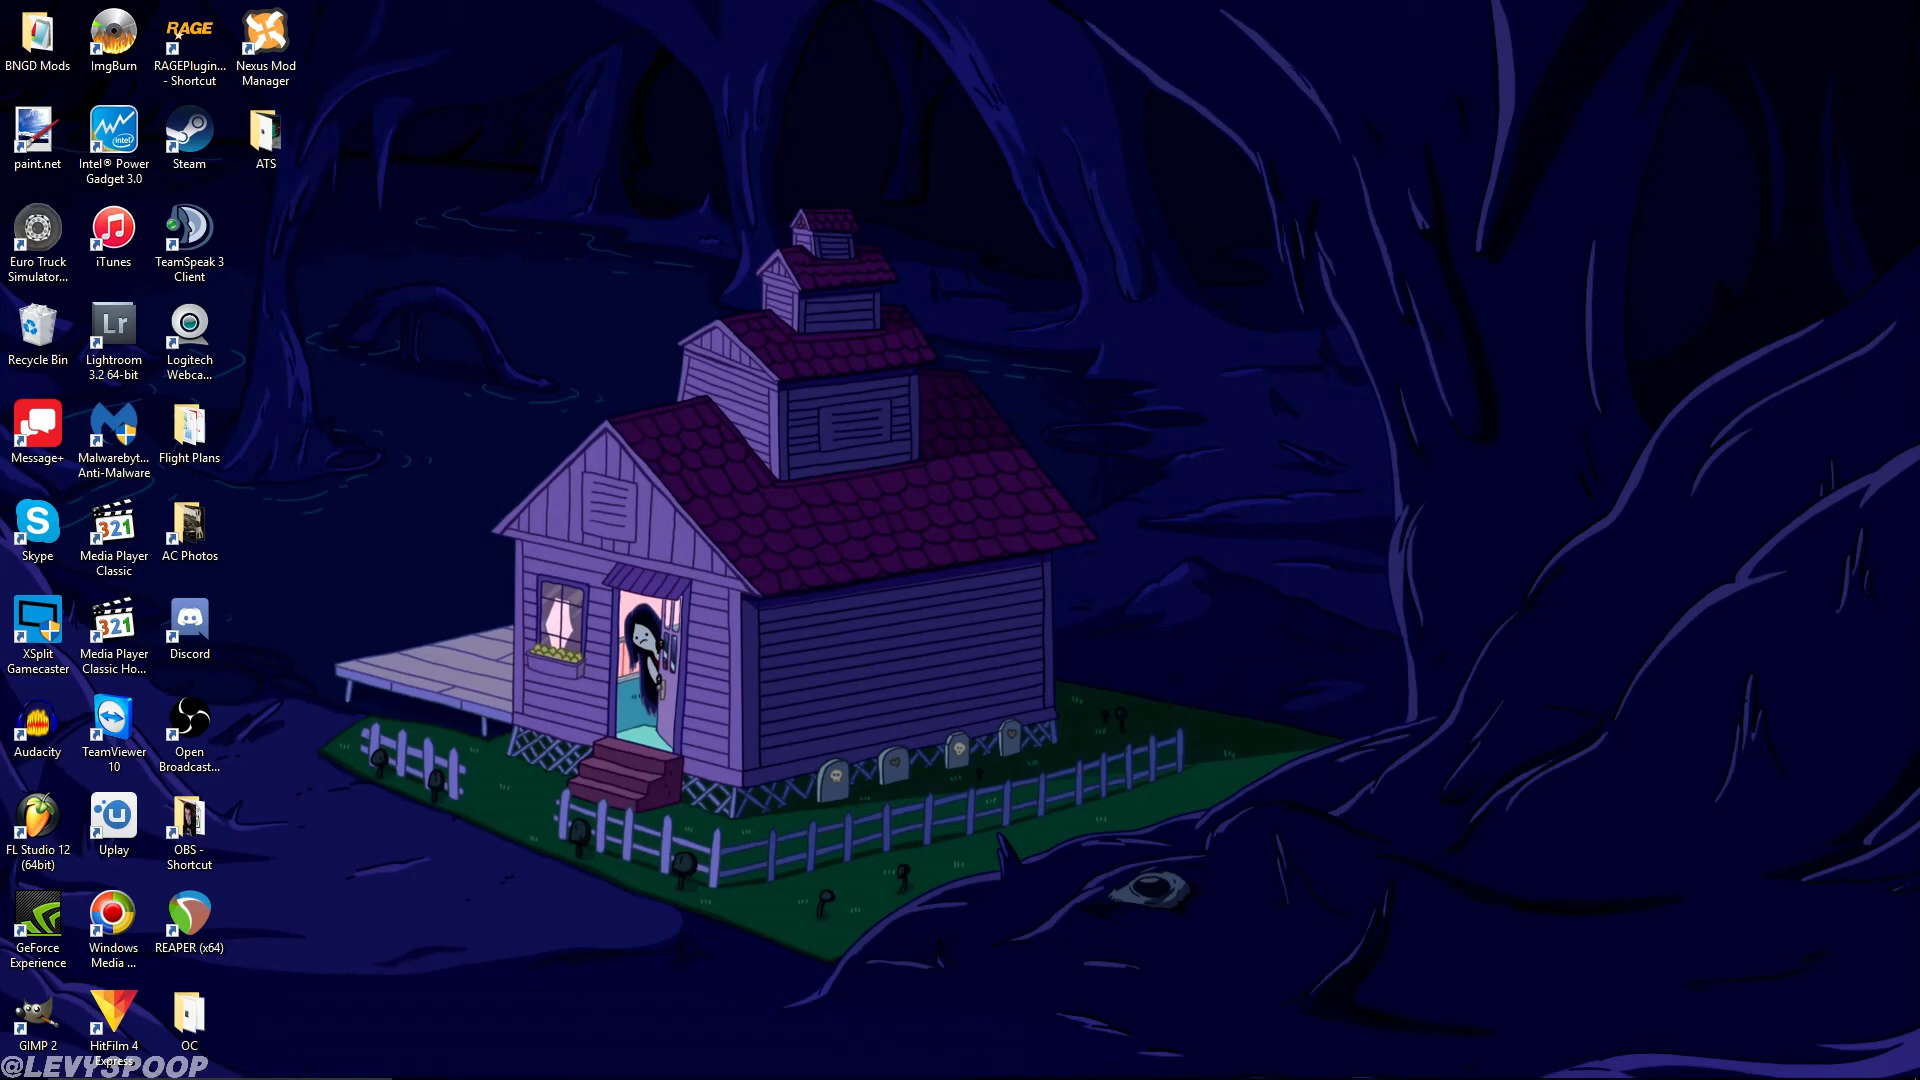 BNGD Mods
ImgBurn
RAGE
RAGEPlugin...
- Shortcut
Nexus Mod
Manager
paint.net
intel
Intel® Power
Gadget 3.0
Steam
ATS
Euro Truck
Simulator...
iTunes
TeamSpeak 3
Client
Recycle Bin
Lr
Lightroom
3.2 64-bit
Logitech
Webca...
Message+
Malwarebyt...
Anti-Malware
Flight Plans
S
Skype
321
Media Player
Classic
AC Photos
XSplit
Gamecaster
321
Media Player
Classic Ho...
Discord
Audacity
TeamViewer
10
Open
Broadcast...
FL Studio 12
(64bit)
Uplay
OBS -
Shortcut
GeForce
Experience
Windows
Media ...
REAPER (x64)
GIMP 2
HitFilm 4
Express
OC
@LEVYSPOOP